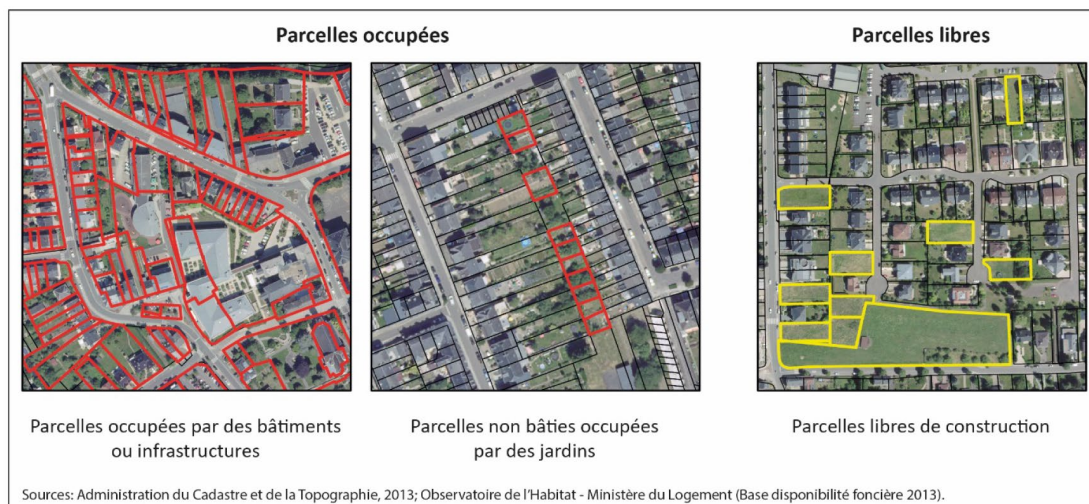 Parcelles occupées
Parcelles libres
Parcelles occupées par des bâtiments
ou infrastructures
Parcelles non bâties occupées
par des jardins
Parcelles libres de construction
Sources: Administration du Cadastre et de la Topographie, 2013; Observatoire de l'Habitat - Ministère du Logement (Base disponibilité foncière 2013).